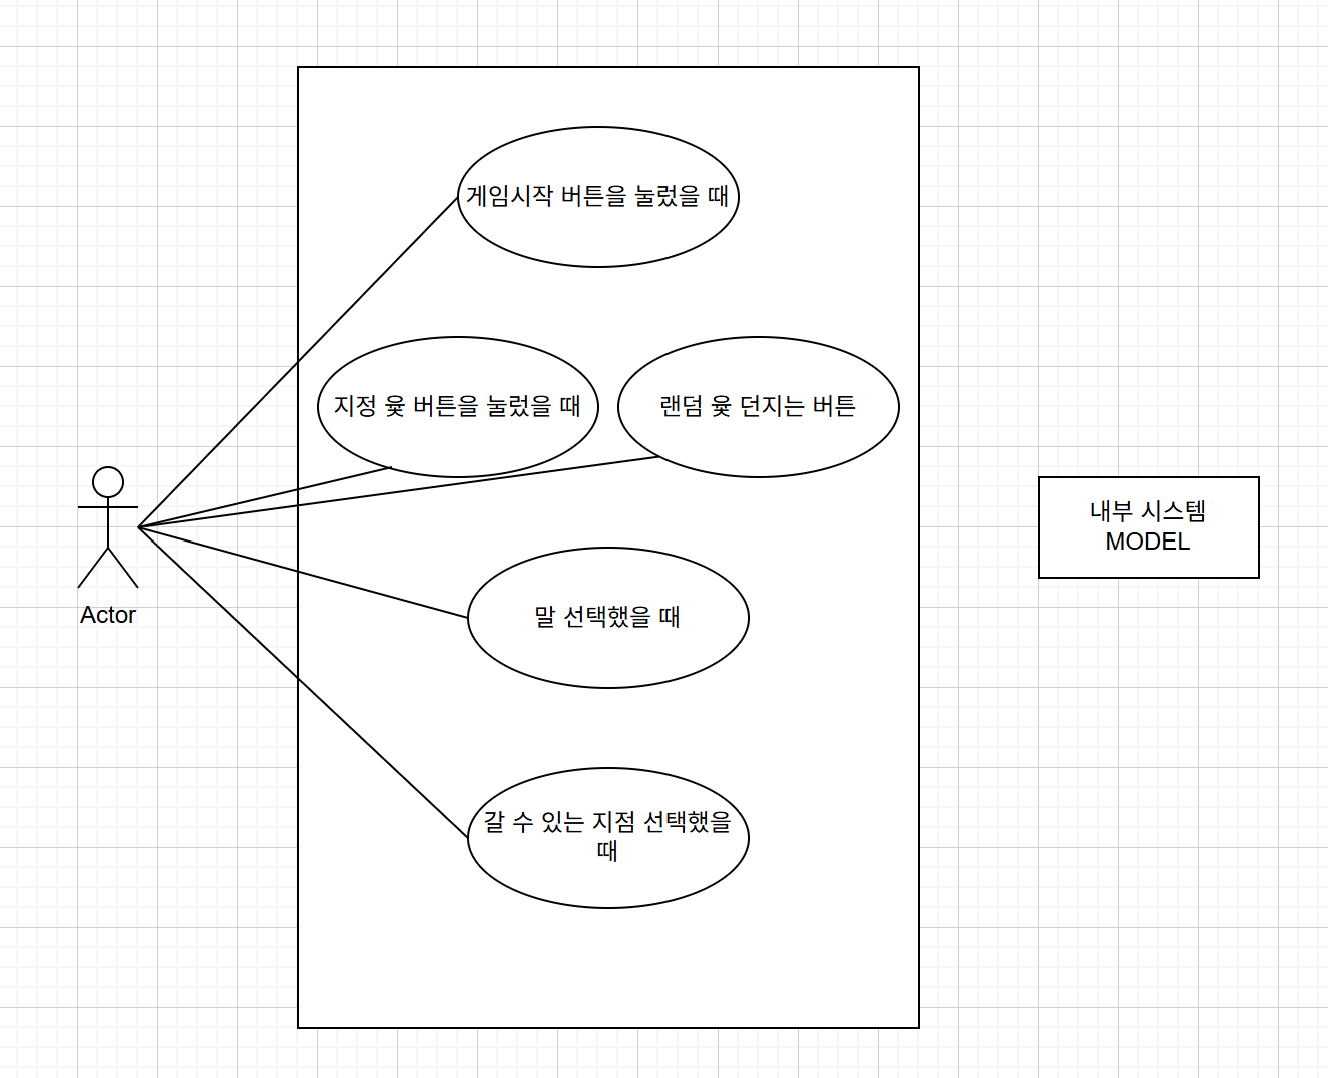 게임시작 버튼을 눌렀을 때
지정 윷 버튼을 눌렀을 때
랜덤 윷 던지는 버튼
내부 시스템
MODEL
말 선택했을 때
Actor
갈 수 있는 지점 선택했을
때